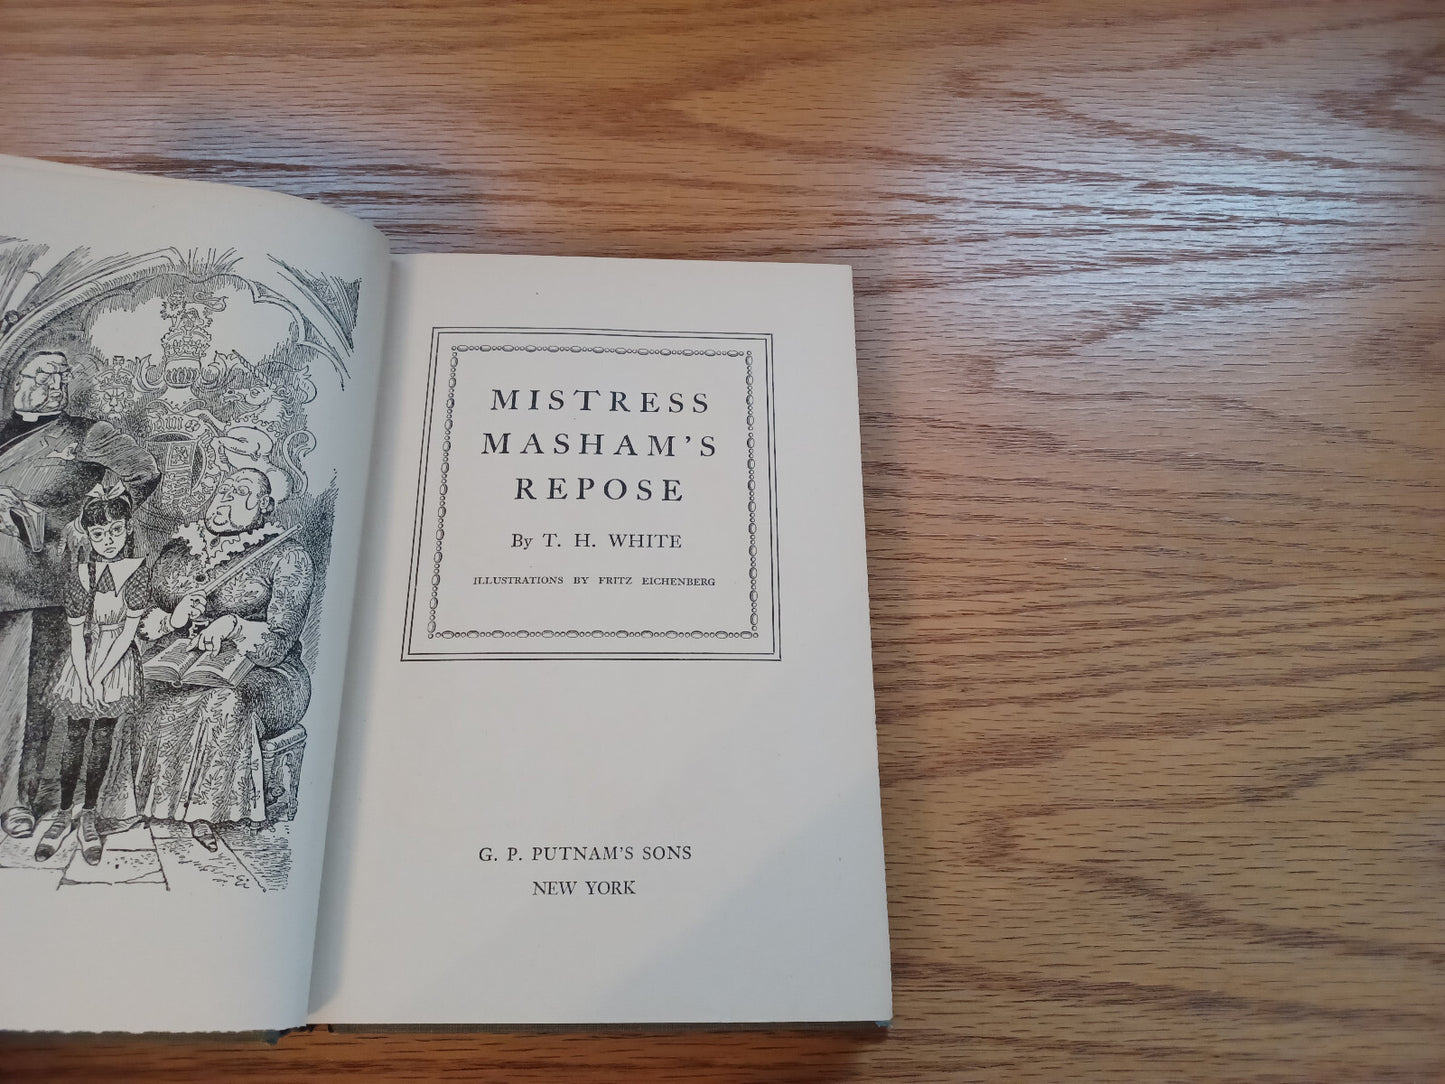 MISTRESS
MASHAM'S
REPOSE
By T. H. WHITE
ILLUSTRATIONS BY FRITZ EICHENBERG
G. P. PUTNAM'S SONS
NEW YORK